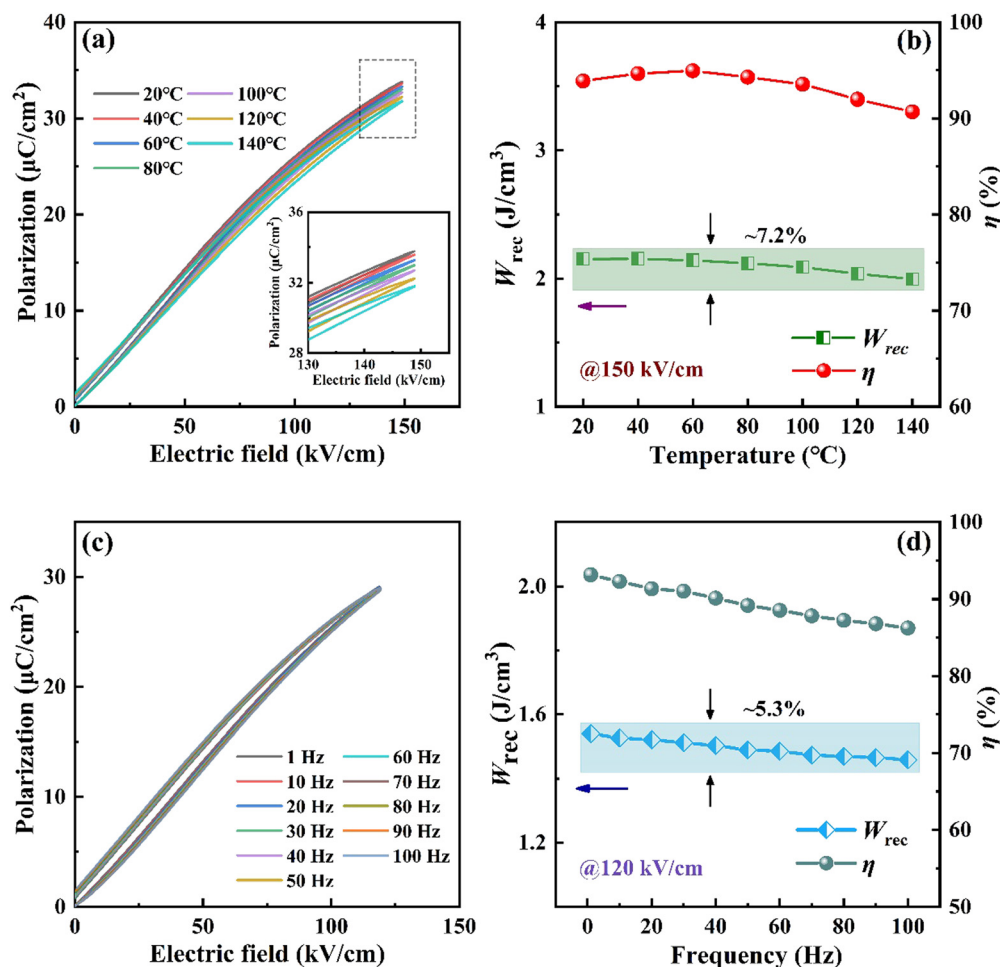 (a)
Polarization (μC/cm²)
40
30
20
10
0
20℃ 100℃
40℃ 120℃
60℃ 140℃
80℃
Polarization (μC/cm²)
36
34
32
30
28
130 140 150
Electric field (kV/cm)
0 50 100 150
Electric field (kV/cm)
(b)
Wrec (J/cm³)
4
3
2
1
~7.2%
Wrec
η
@150 kV/cm
100
90
80
70
60
η (%)
20 40 60 80 100 120 140
Temperature (℃)
(c)
Polarization (μC/cm²)
30
20
10
0
1 Hz 60 Hz
10 Hz 70 Hz
20 Hz 80 Hz
30 Hz 90 Hz
40 Hz 100 Hz
50 Hz
0 50 100 150
Electric field (kV/cm)
(d)
Wrec (J/cm³)
2.0
1.6
1.2
~5.3%
Wrec
η
@120 kV/cm
100
90
80
70
60
50
η (%)
0 20 40 60 80 100
Frequency (Hz)